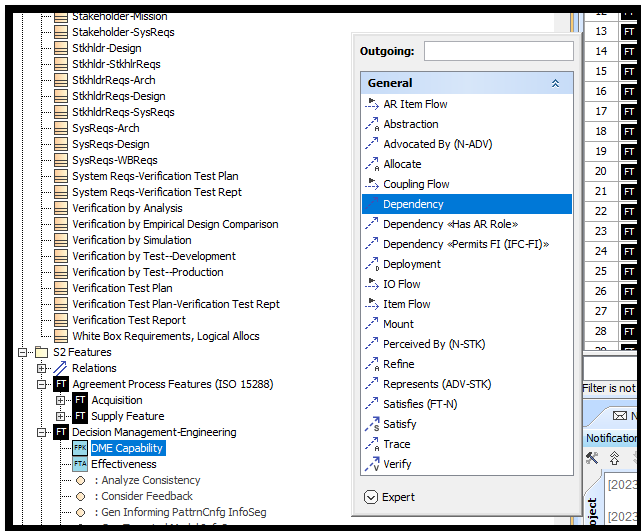 Stakeholder-Mission
Stakeholder-SysReqs
Stkhldr-Design
Stkhldr-StkhlrReqs
StkhldrReqs-Arch
StkhldrReqs-Design
StkhldrReqs-SysReqs
SysReqs-Arch
SysReqs-Design
SysReqs-WBReqs
System Reqs-Verification Test Plan
System Reqs-Verification Test Rept
Verification by Analysis
Verification by Empirical Design Comparison
Verification by Simulation
Verification by Test--Development
Verification by Test--Production
Verification Test Plan
Verification Test Plan-Verification Test Rept
Verification Test Report
White Box Requirements, Logical Allocs
S2 Features
Relations
FT Agreement Process Features (ISO 15288)
FT Acquisition
FT Supply Feature
FT Decision Management-Engineering
FPK DME Capability
FTA Effectiveness
: Analyze Consistency
: Consider Feedback
: Gen Informing PattrnCnfg InfoSeg
Outgoing:
General
AR Item Flow
A Abstraction
Advocated By (N-ADV)
A Allocate
Coupling Flow
Dependency
Dependency «Has AR Role»
Dependency «Permits FI (IFC-FI)»
D Deployment
IO Flow
Item Flow
Mount
Perceived By (N-STK)
R Refine
Represents (ADV-STK)
Satisfies (FT-N)
S Satisfy
Trace
V Verify
Expert
12 FT
13 FT
14 FT
15 FT
16 FT
17 FT
18 FT
19 FT
20 FT
21 FT
22 FT
23 FT
24 FT
25 FT
26 FT
27 FT
28 FT
Filter is not
N
Notification
[2023
[2023
oject